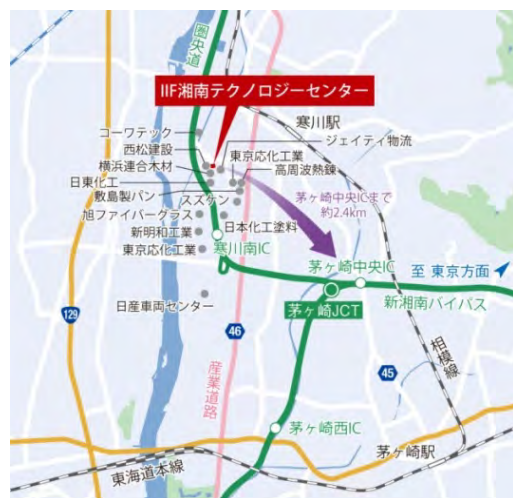 圏央道
IIF湘南テクノロジーセンター
寒川駅
コーワテック
ジェイティ物流
西松建設
東京応化工業
横浜連合木材
高周波熱錬
日東化工
敷島製パン
スズケン
茅ヶ崎中央ICまで
約2.4km
旭ファイバーグラス
日本化工塗料
新明和工業
寒川南IC
東京応化工業
茅ヶ崎中央IC
至 東京方面
日産車両センター
茅ヶ崎JCT
新湘南バイパス
129
46
産業道路
相模線
45
茅ヶ崎西IC
茅ヶ崎駅
東海道本線